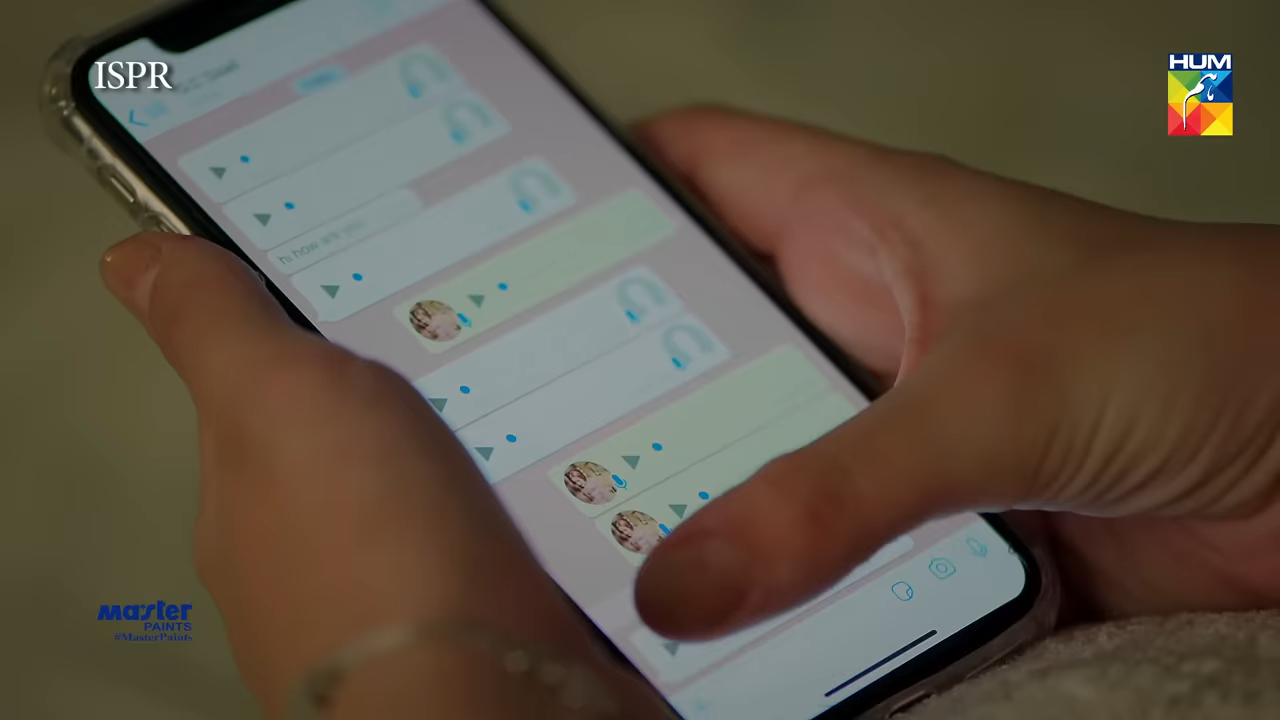 ISPR
HUM
hi how are you
Master
PAINTS
#MasterPaints